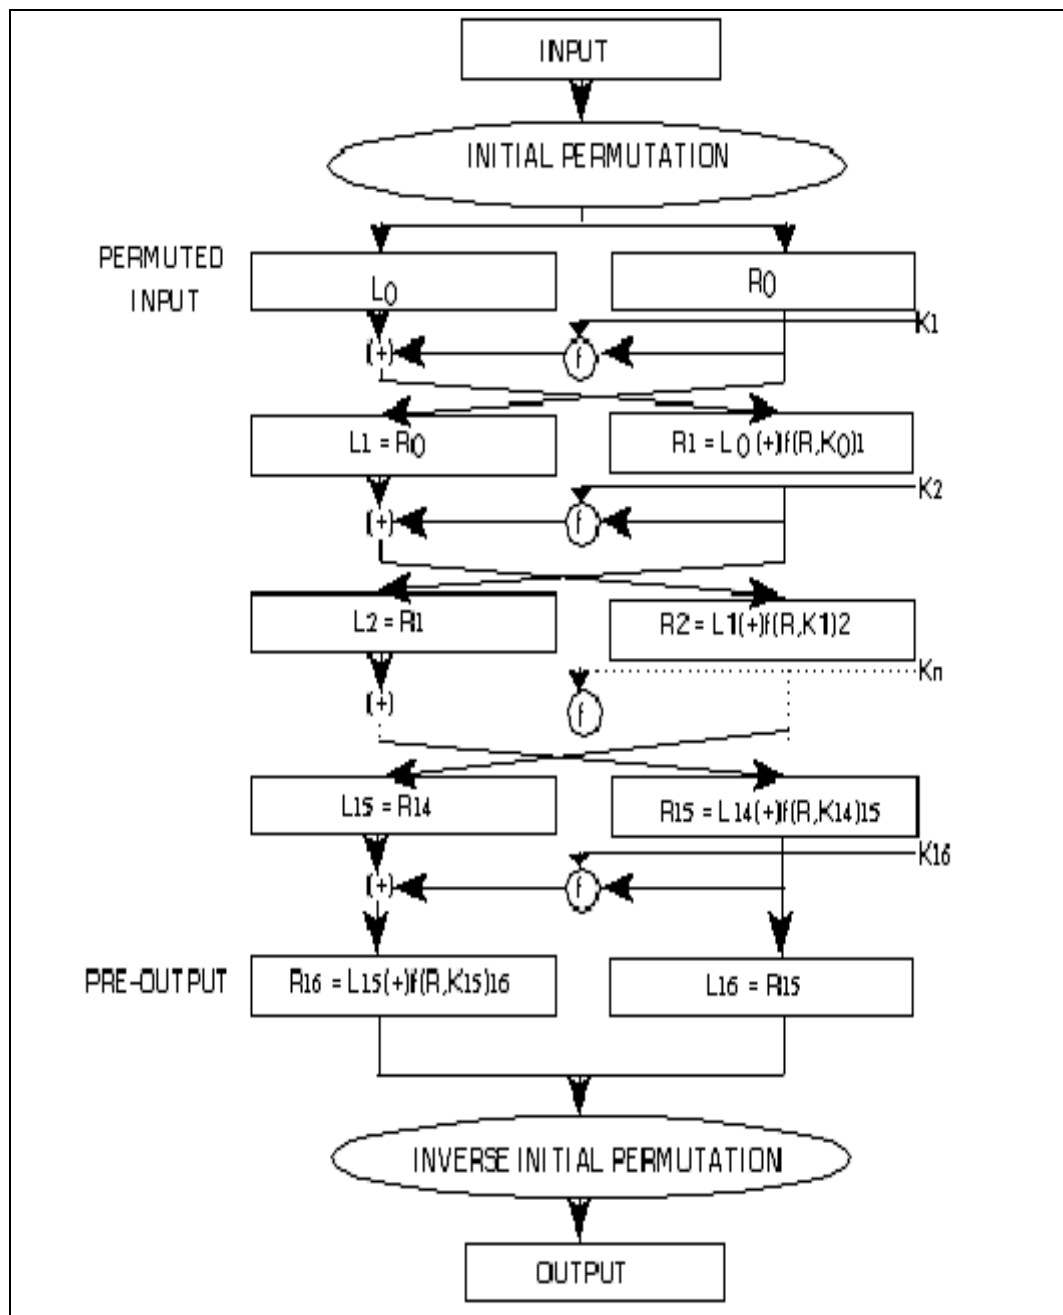 INPUT
INITIAL PERMUTATION
PERMUTED
INPUT
L0
R0
K1
(+)
f
L1 = R0
R1 = L0 (+)f(R,K0)1
K2
(+)
f
L2 = R1
R2 = L1(+)f(R,K1)2
Kn
(+)
f
L15 = R14
R15 = L14(+)f(R,K14)15
K16
(+)
f
PRE-OUTPUT
R16 = L15(+)f(R,K15)16
L16 = R15
INVERSE INITIAL PERMUTATION
OUTPUT